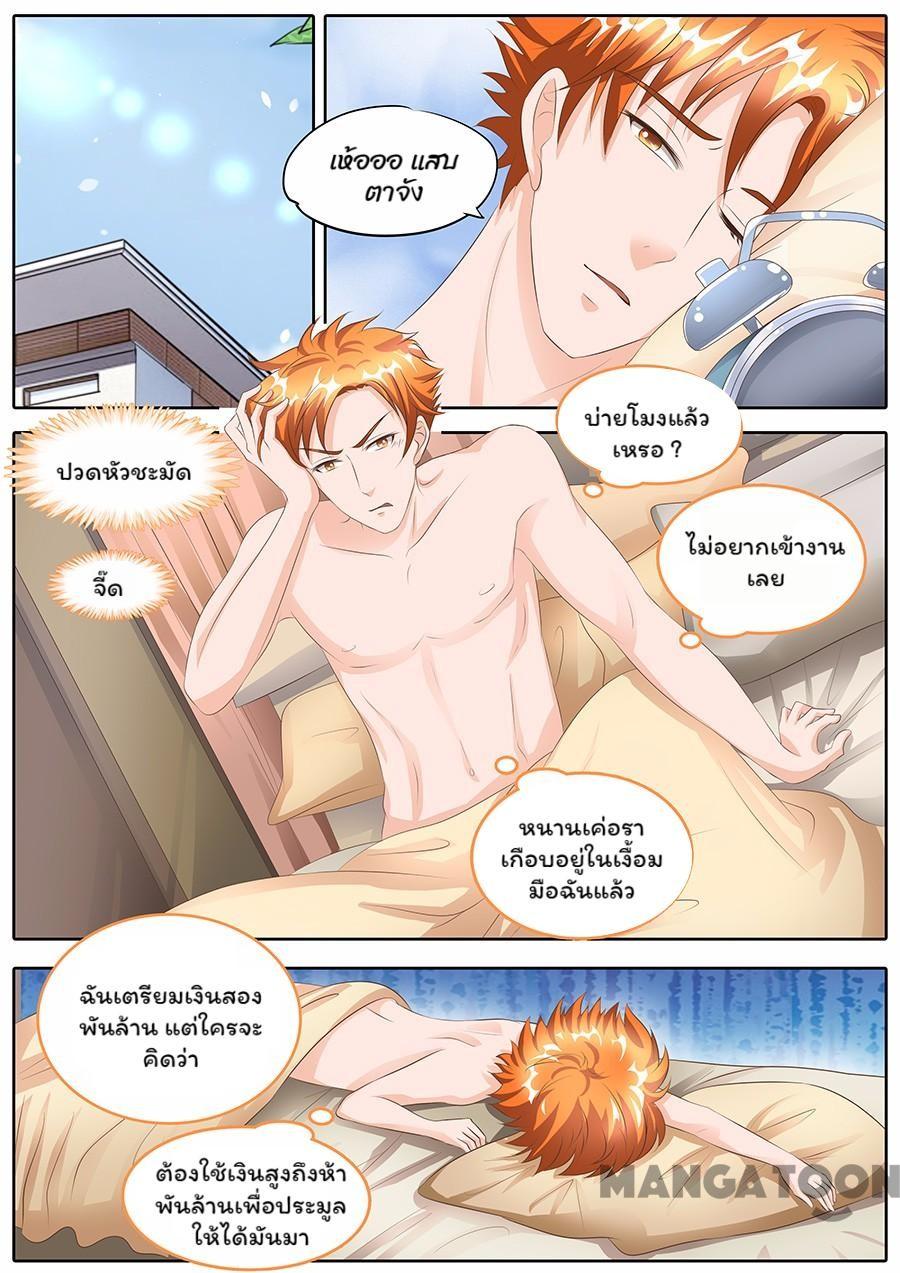 เห้อออ แสบ
ตาจัง
ปวดหัวชะมัด
จี๊ด
บ่ายโมงแล้ว
เหรอ ?
ไม่อยากเข้างาน
เลย
หนานเค่อรา
เกือบอยู่ในเงื้อม
มือฉันแล้ว
ฉันเตรียมเงินสอง
พันล้าน แต่ใครจะ
คิดว่า
ต้องใช้เงินสูงถึงห้า
พันล้านเพื่อประมูล
ให้ได้มันมา
MANGATOON